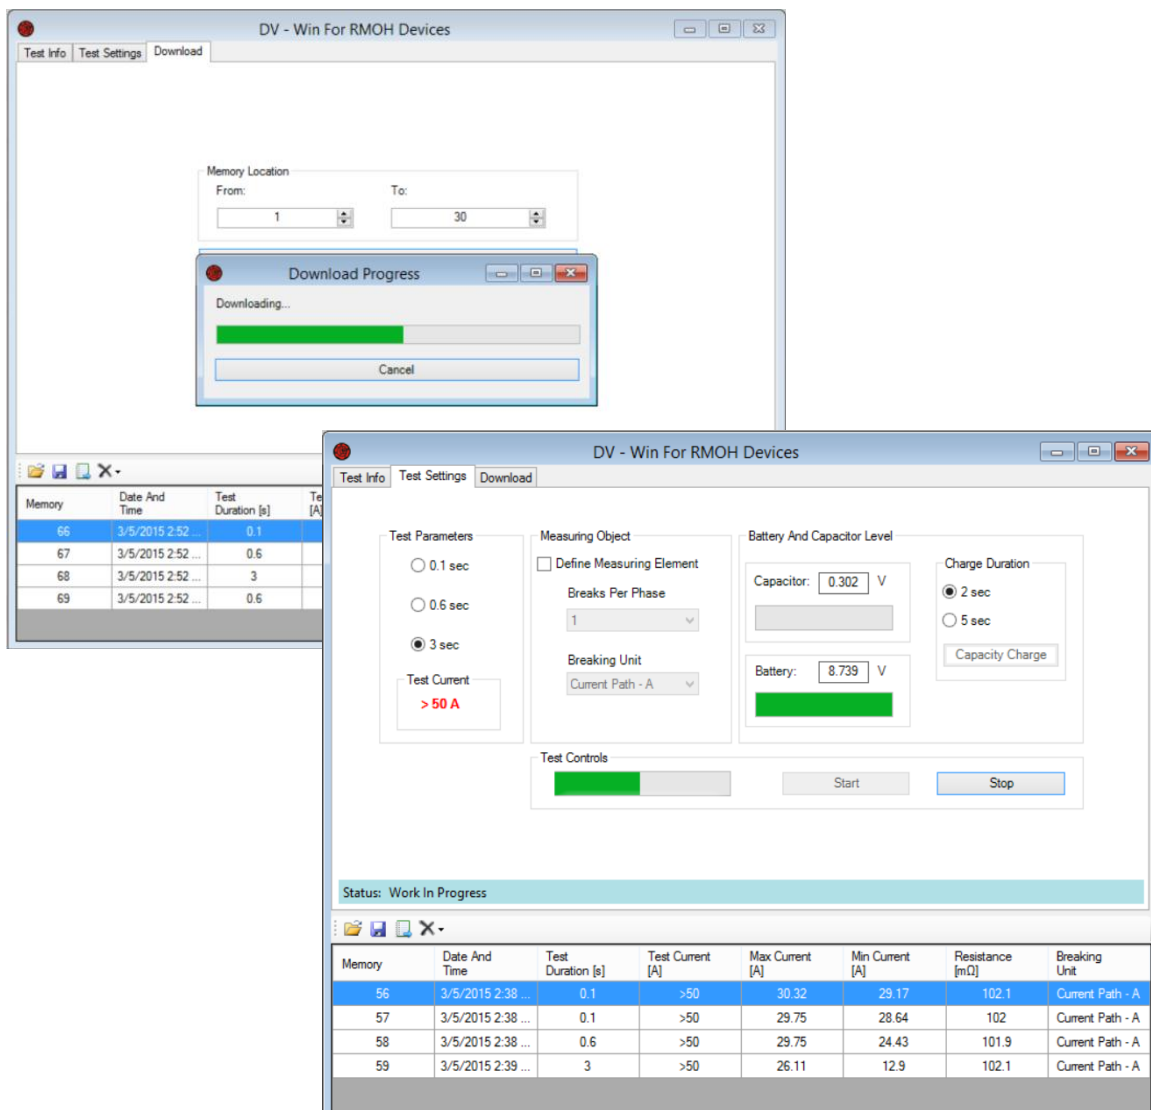 DV - Win For RMOH Devices
Test Info Test Settings Download
Memory Location
From: To:
1 30
Download Progress
Downloading...
Cancel
Memory Date And Time Test Duration [s] Te [A]
66 3/5/2015 2:52 ... 0.1
67 3/5/2015 2:52 ... 0.6
68 3/5/2015 2:52 ... 3
69 3/5/2015 2:52 ... 0.6
DV - Win For RMOH Devices
Test Info Test Settings Download
Test Parameters
0.1 sec
0.6 sec
3 sec
Test Current
> 50 A
Measuring Object
Define Measuring Element
Breaks Per Phase
1
Breaking Unit
Current Path - A
Battery And Capacitor Level
Capacitor: 0.302 V
Battery: 8.739 V
Charge Duration
2 sec
5 sec
Capacity Charge
Test Controls
Start Stop
Status: Work In Progress
Memory Date And Time Test Duration [s] Test Current [A] Max Current [A] Min Current [A] Resistance [mΩ] Breaking Unit
56 3/5/2015 2:38 ... 0.1 >50 30.32 29.17 102.1 Current Path - A
57 3/5/2015 2:38 ... 0.1 >50 29.75 28.64 102 Current Path - A
58 3/5/2015 2:38 ... 0.6 >50 29.75 24.43 101.9 Current Path - A
59 3/5/2015 2:39 ... 3 >50 26.11 12.9 102.1 Current Path - A